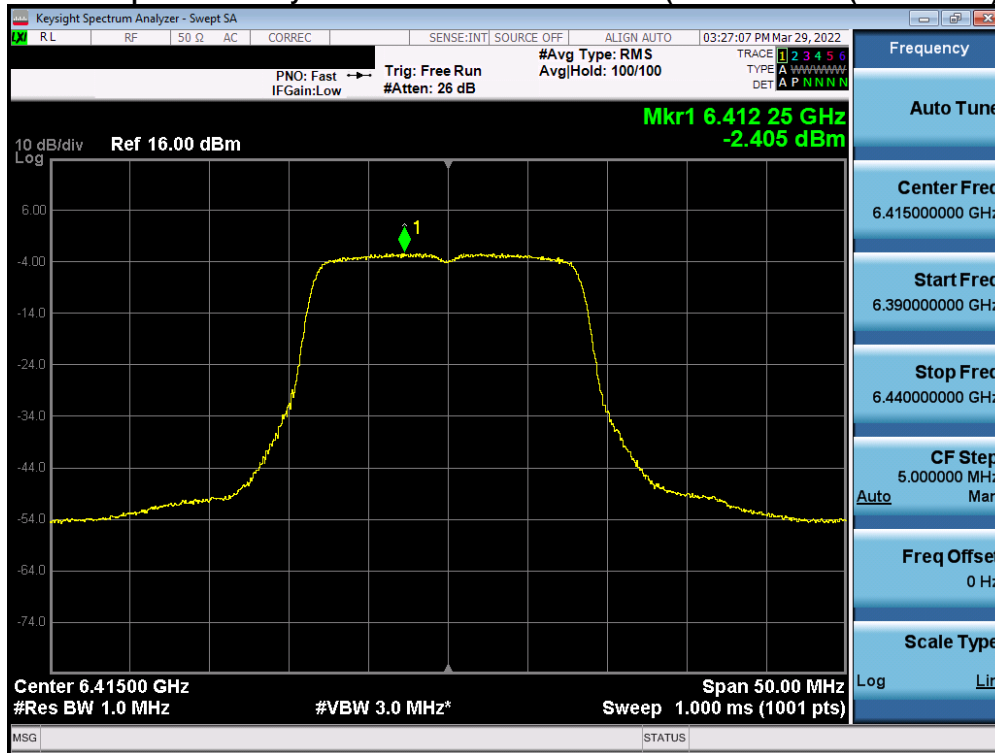 Keysight Spectrum Analyzer - Swept SA
LXI RL RF 50 Ω AC CORREC SENSE:INT SOURCE OFF ALIGN AUTO 03:27:07 PM Mar 29, 2022
PNO: Fast
IFGain:Low
Trig: Free Run
#Atten: 26 dB
#Avg Type: RMS
Avg|Hold: 100/100
TRACE 1 2 3 4 5 6
TYPE A WWWWW
DET A P N N N N
Mkr1 6.412 25 GHz
-2.405 dBm
10 dB/div Ref 16.00 dBm
Log
6.00
-4.00
-14.0
-24.0
-34.0
-44.0
-54.0
-64.0
-74.0
1
Center 6.41500 GHz
Span 50.00 MHz
#Res BW 1.0 MHz
#VBW 3.0 MHz*
Sweep 1.000 ms (1001 pts)
MSG
STATUS
Frequency
Auto Tune
Center Freq
6.415000000 GHz
Start Freq
6.390000000 GHz
Stop Freq
6.440000000 GHz
CF Step
5.000000 MHz
Auto Man
Freq Offset
0 Hz
Scale Type
Log Lin